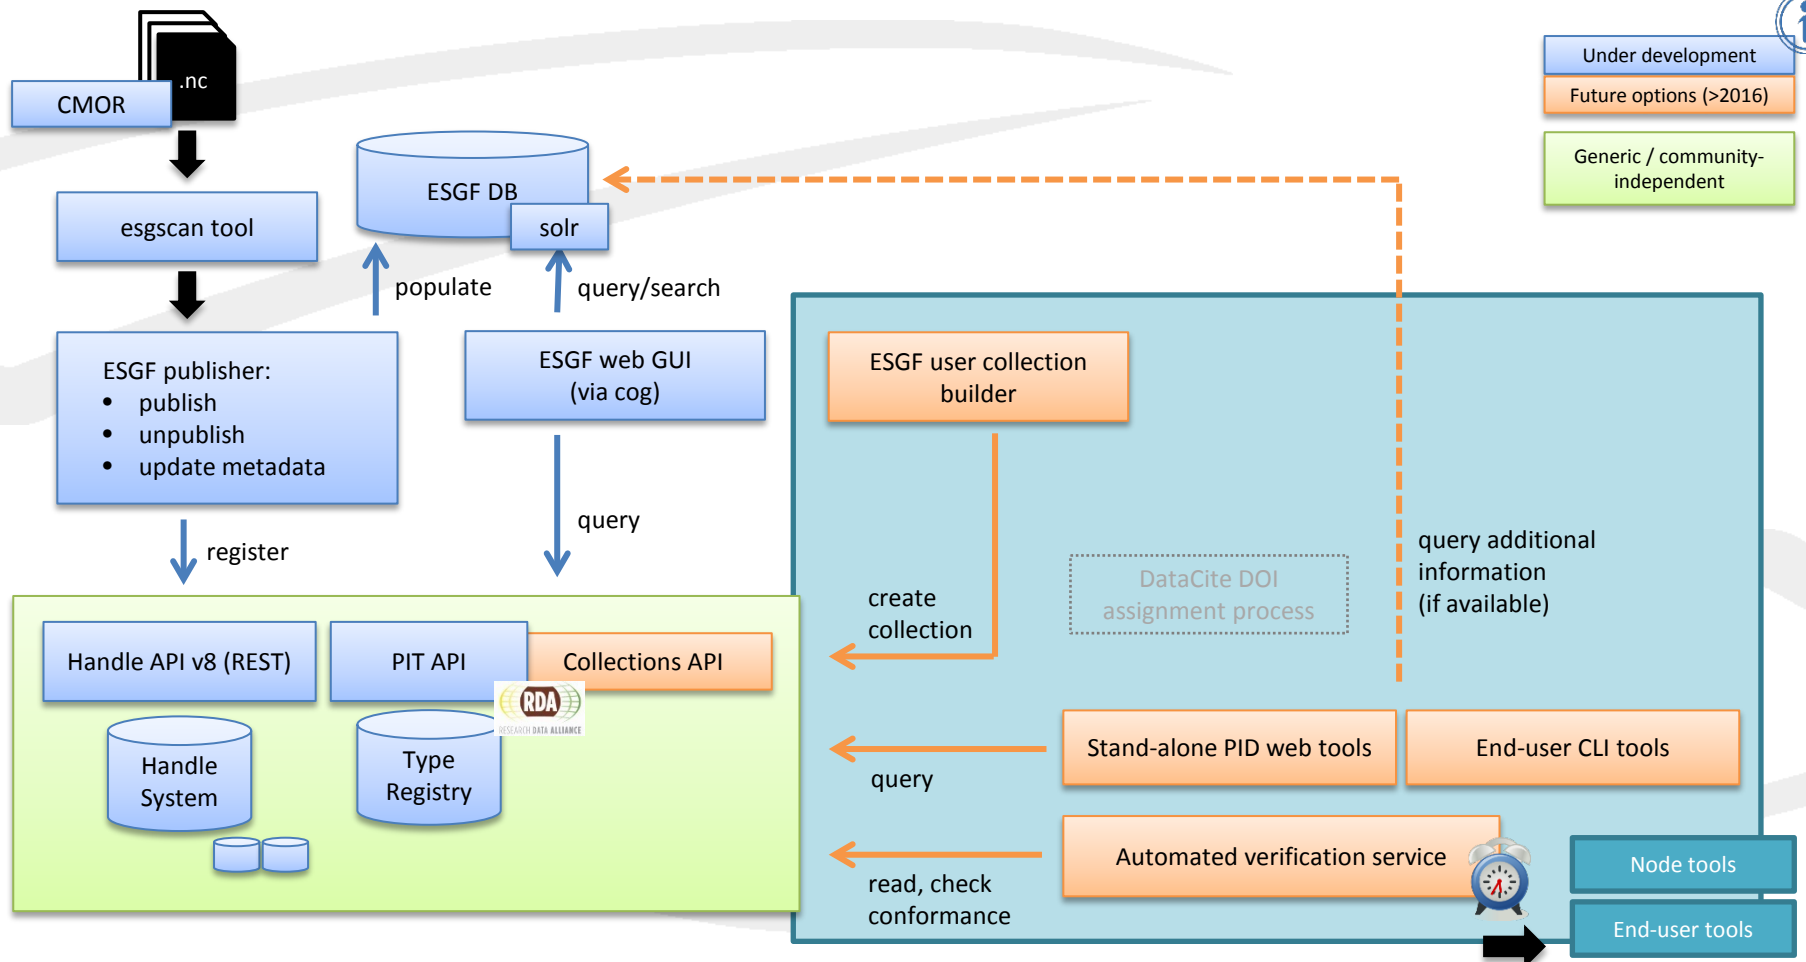 .nc
CMOR
Under development
Future options (>2016)
Generic / community-
independent
ESGF DB
solr
esgscan tool
populate
query/search
ESGF publisher:
• publish
• unpublish
• update metadata
ESGF web GUI
(via cog)
ESGF user collection
builder
register
query
query additional
information
(if available)
DataCite DOI
assignment process
create
collection
Handle API v8 (REST)
PIT API
Collections API
RDA
RESEARCH DATA ALLIANCE
Handle
System
Type
Registry
query
Stand-alone PID web tools
End-user CLI tools
Automated verification service
read, check
conformance
Node tools
End-user tools